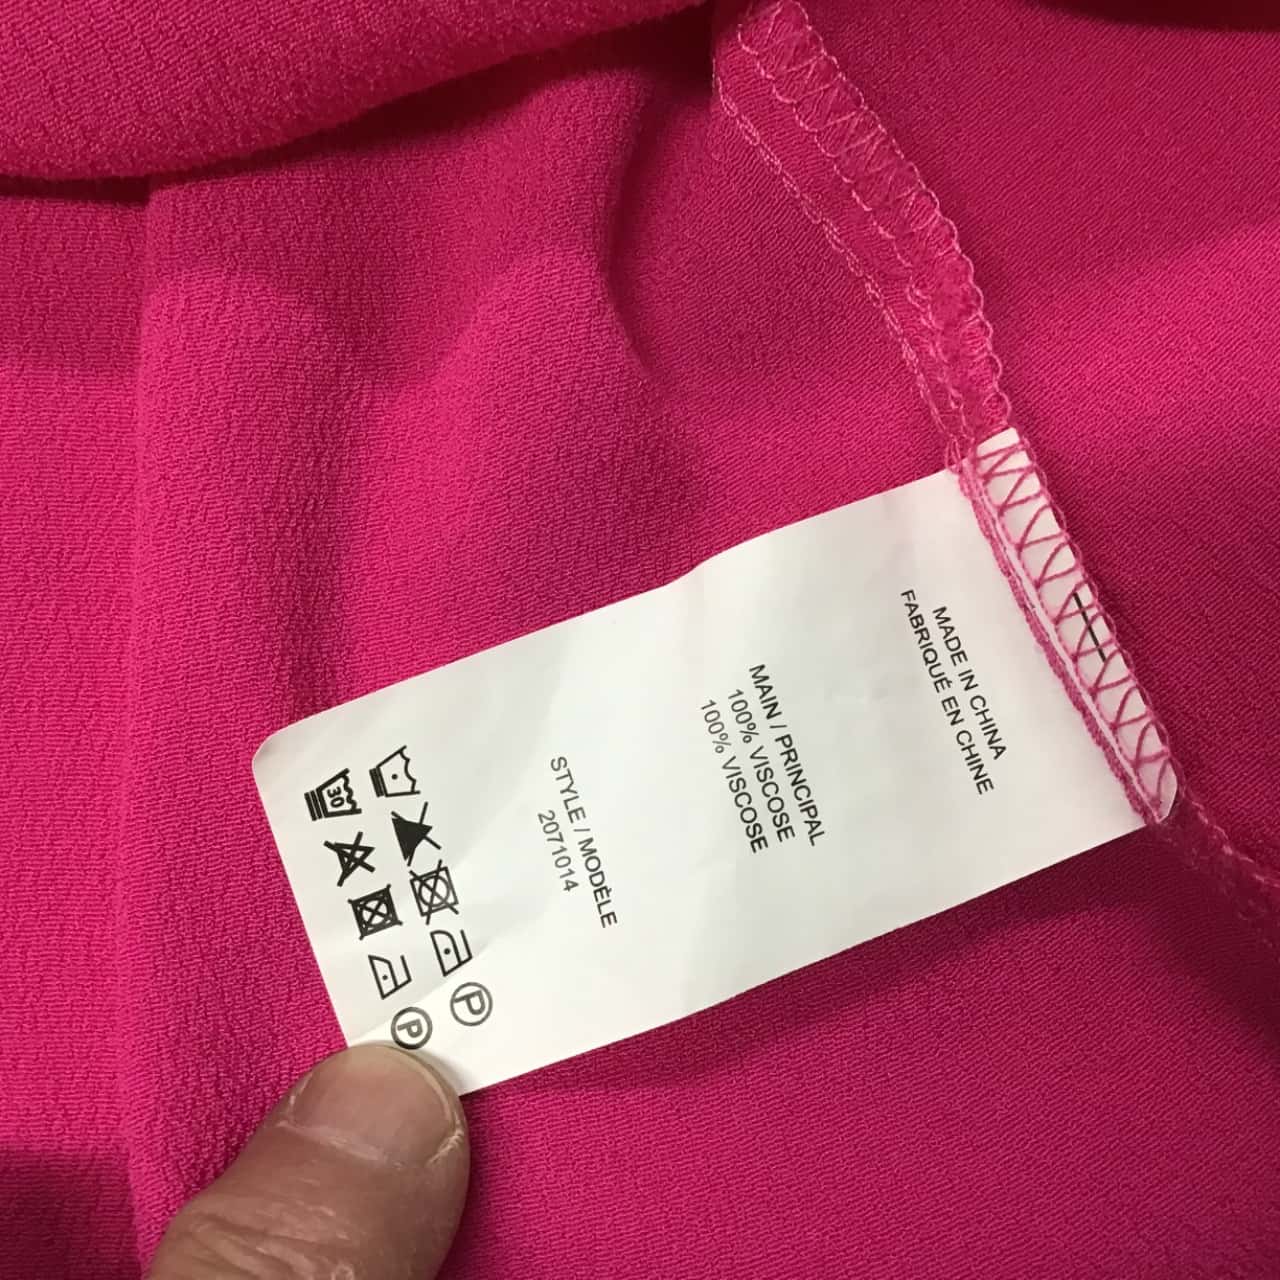 MADE IN CHINA
FABRIQUÉ EN CHINE
MAIN / PRINCIPAL
100% VISCOSE
100% VISCOSE
STYLE / MODÈLE
2071014
P
30
P